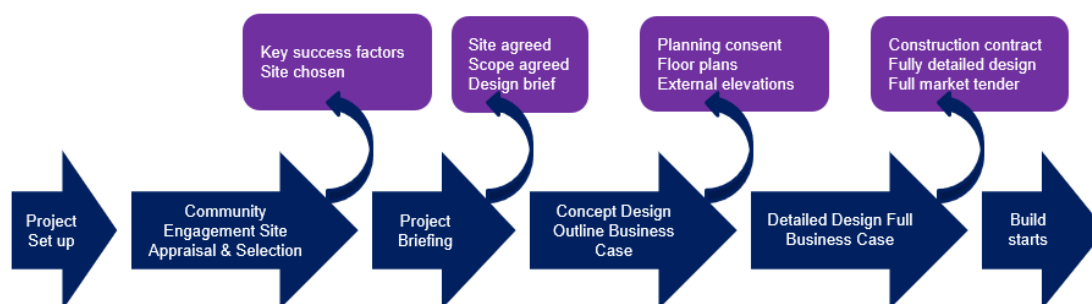 Key success factors
Site chosen
Site agreed
Scope agreed
Design brief
Planning consent
Floor plans
External elevations
Construction contract
Fully detailed design
Full market tender
Project
Set up
Community
Engagement Site
Appraisal & Selection
Project
Briefing
Concept Design
Outline Business
Case
Detailed Design Full
Business Case
Build
starts